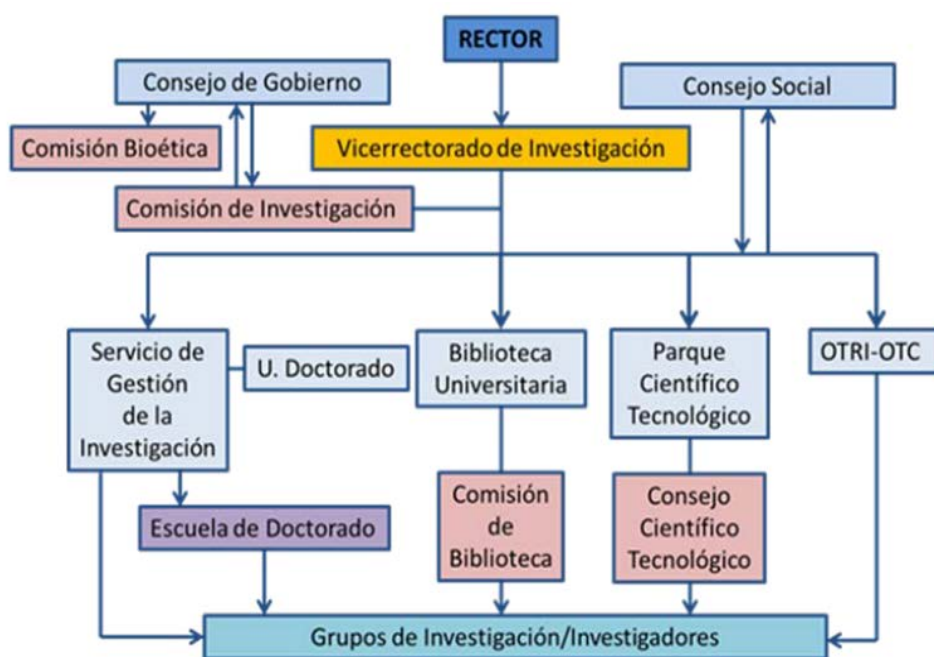 RECTOR
Consejo de Gobierno
Consejo Social
Comisión Bioética
Vicerrectorado de Investigación
Comisión de Investigación
Servicio de
Gestión
de la
Investigación
U. Doctorado
Biblioteca
Universitaria
Parque
Científico
Tecnológico
OTRI-OTC
Escuela de Doctorado
Comisión
de
Biblioteca
Consejo
Científico
Tecnológico
Grupos de Investigación/Investigadores